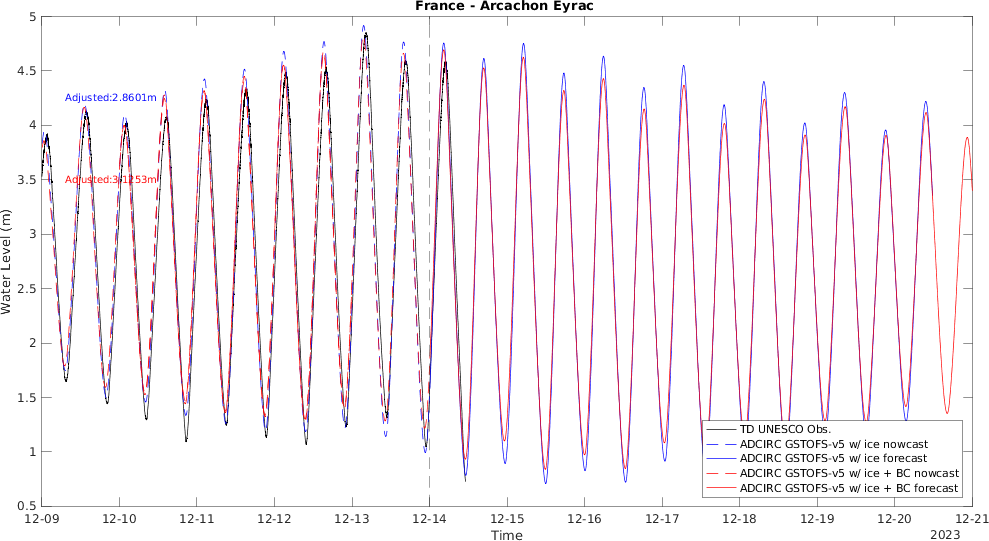 France - Arcachon Eyrac
Water Level (m)
5
4.5
4
3.5
3
2.5
2
1.5
1
0.5
Adjusted:2.8601m
Adjusted:3.1253m
TD UNESCO Obs.
ADCIRC GSTOFS-v5 w/ ice nowcast
ADCIRC GSTOFS-v5 w/ ice forecast
ADCIRC GSTOFS-v5 w/ ice + BC nowcast
ADCIRC GSTOFS-v5 w/ ice + BC forecast
12-09 12-10 12-11 12-12 12-13 12-14 12-15 12-16 12-17 12-18 12-19 12-20 12-21
Time
2023